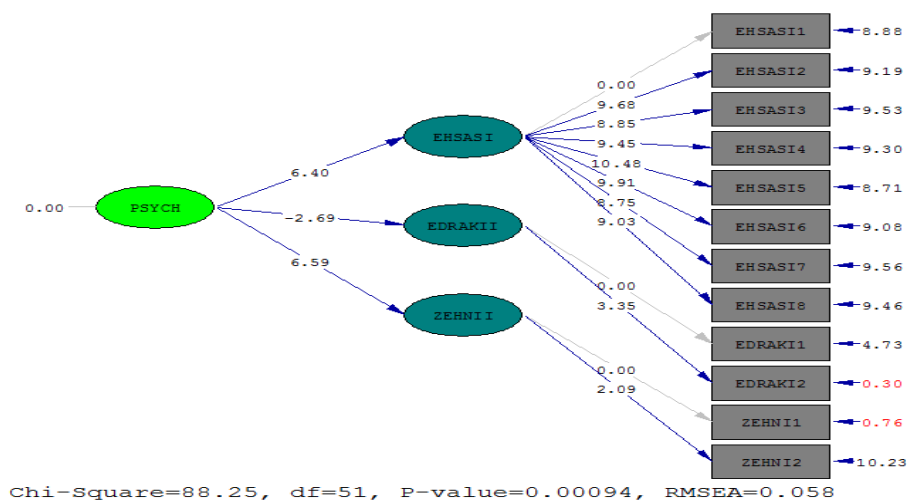 EHSASI1 8.88
EHSASI2 9.19
0.00
9.68
EHSASI3 9.53
8.85
EHSASI EHSASI4 9.30
9.45
10.48
6.40 EHSASI5 8.71
9.91
8.75
0.00 PSYCH
-2.69 EDRAKII EHSASI6 9.08
9.03
6.59 EHSASI7 9.56
0.00
3.35
ZEHNII EHSASI8 9.46
EDRAKI1 4.73
0.00
EDRAKI2 0.30
2.09
ZEHNI1 0.76
ZEHNI2 10.23
Chi-Square=88.25, df=51, P-value=0.00094, RMSEA=0.058